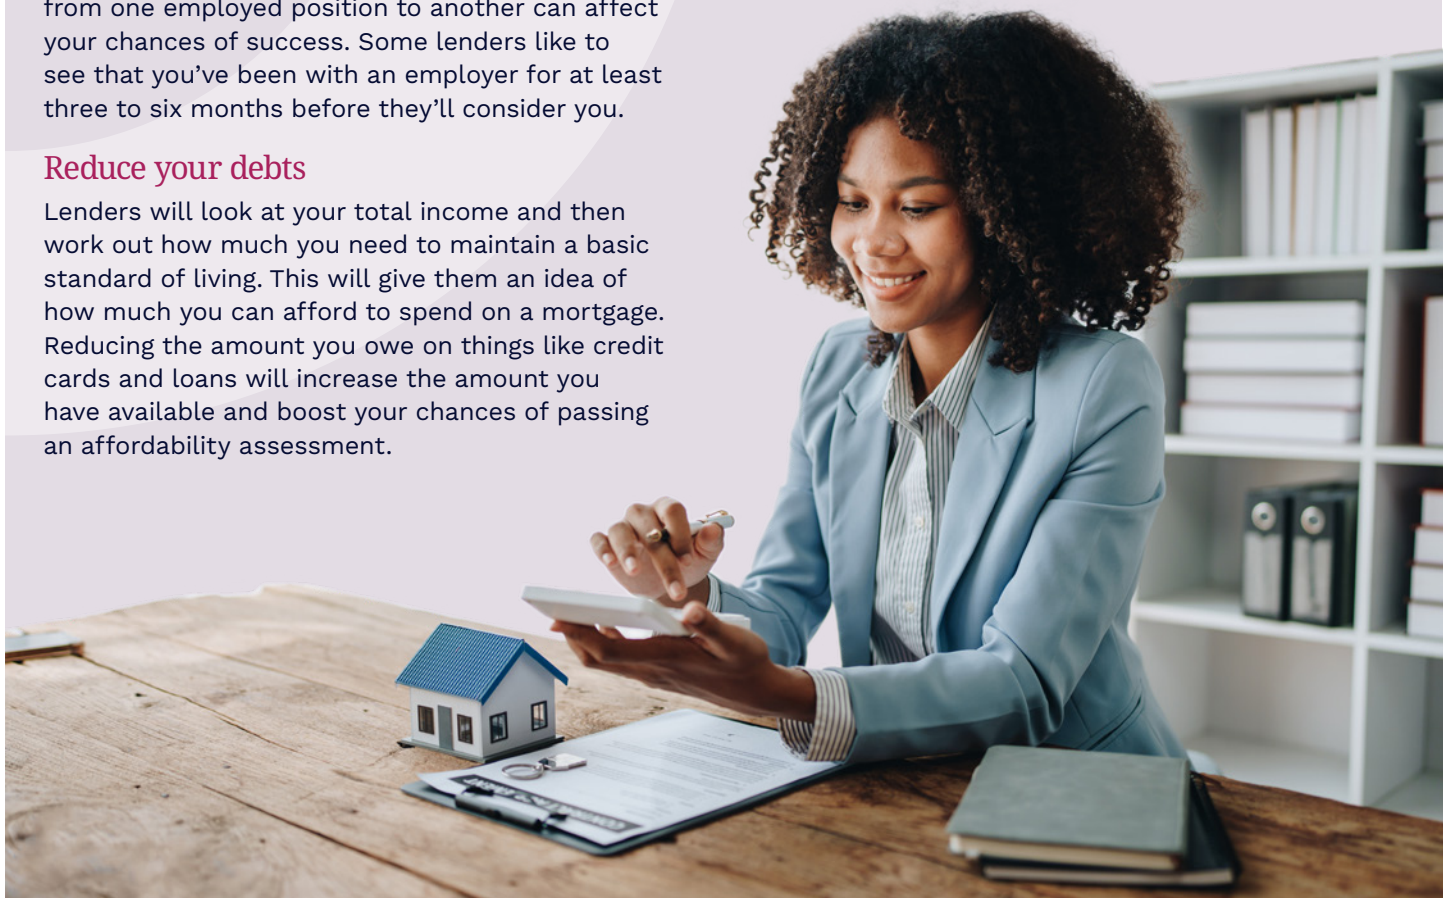 from one employed position to another can affect
your chances of success. Some lenders like to
see that you’ve been with an employer for at least
three to six months before they’ll consider you.
Reduce your debts
Lenders will look at your total income and then
work out how much you need to maintain a basic
standard of living. This will give them an idea of
how much you can afford to spend on a mortgage.
Reducing the amount you owe on things like credit
cards and loans will increase the amount you
have available and boost your chances of passing
an affordability assessment.